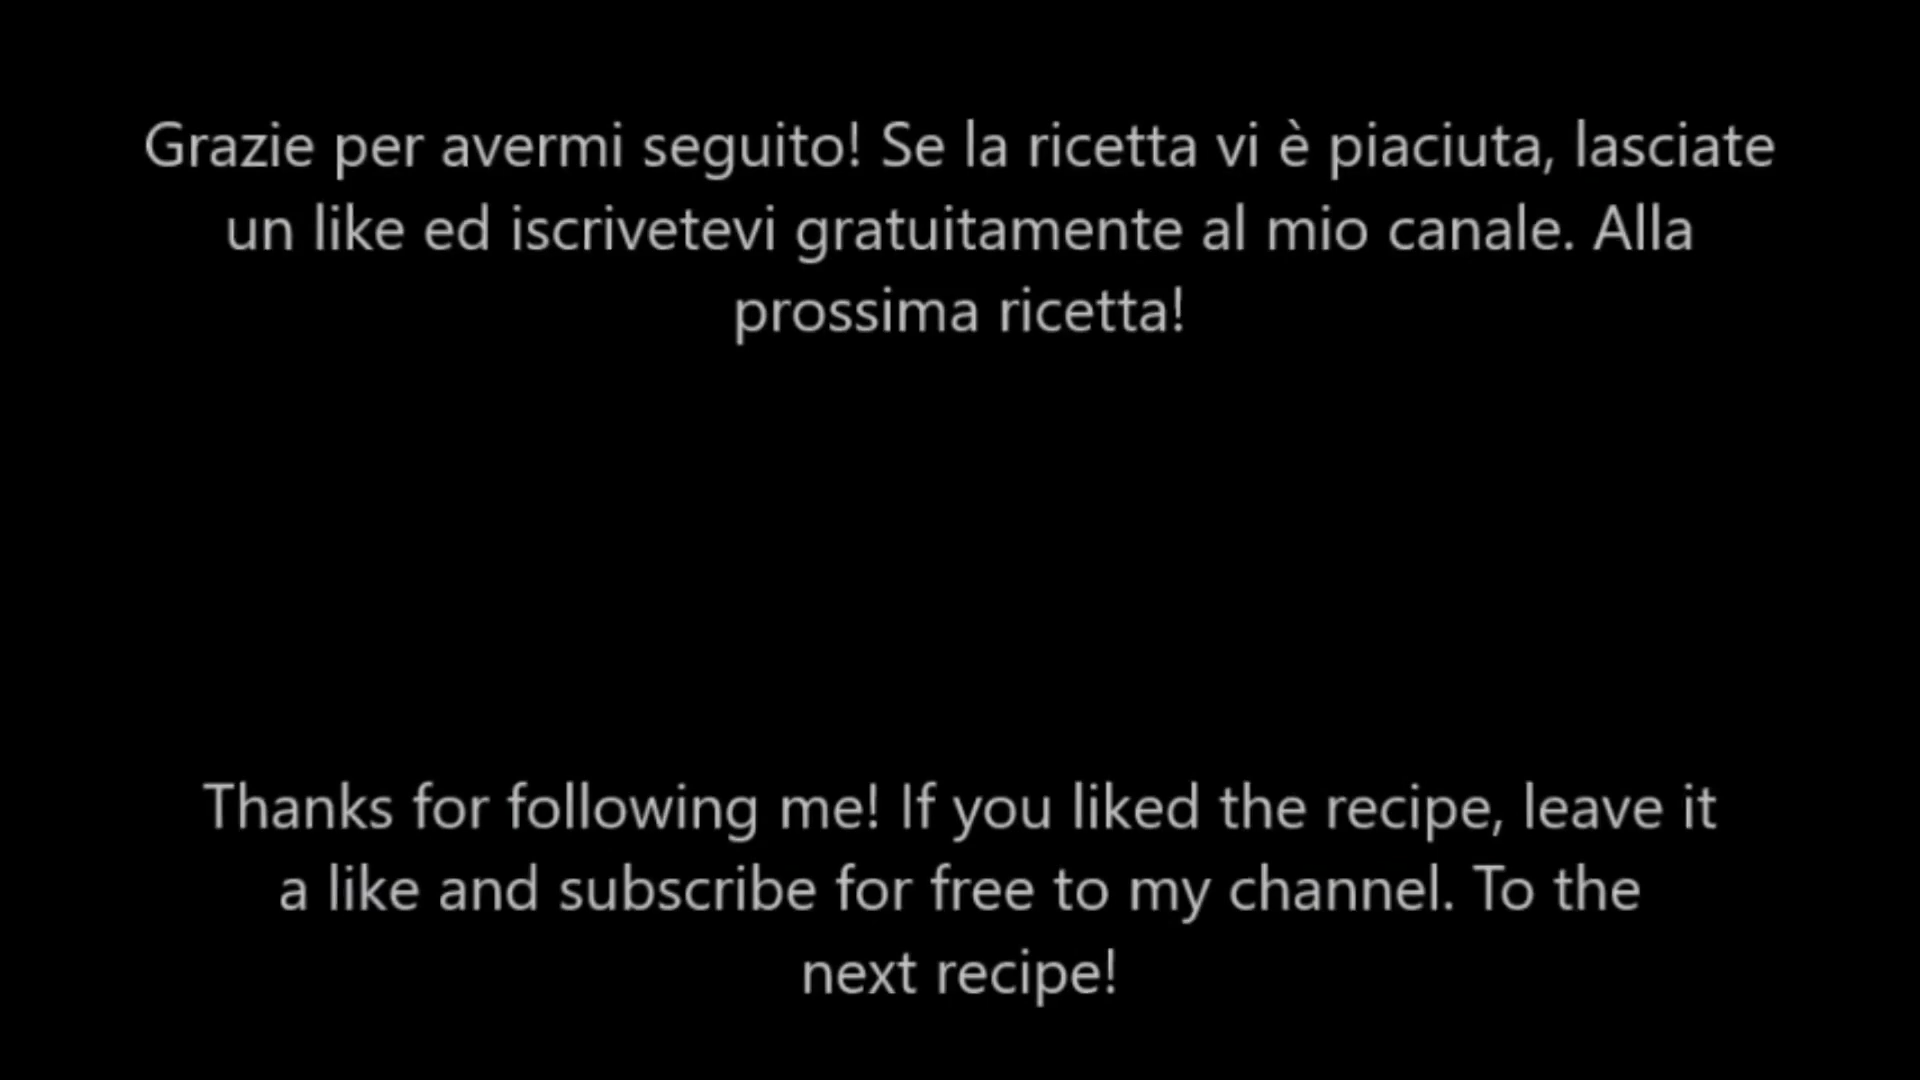 Grazie per avermi seguito! Se la ricetta vi è piaciuta, lasciate
un like ed iscrivetevi gratuitamente al mio canale. Alla
prossima ricetta!
Thanks for following me! If you liked the recipe, leave it
a like and subscribe for free to my channel. To the
next recipe!